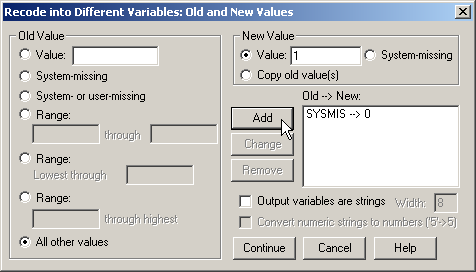 Recode into Different Variables: Old and New Values
Old Value
Value:
System-missing
System- or user-missing
Range:
through
Range:
Lowest through
Range:
through highest
All other values
New Value
Value: 1 System-missing
Copy old value(s)
Old --> New:
Add
SYSMIS --> 0
Change
Remove
Output variables are strings Width: 8
Convert numeric strings to numbers ('5'->5)
Continue Cancel Help